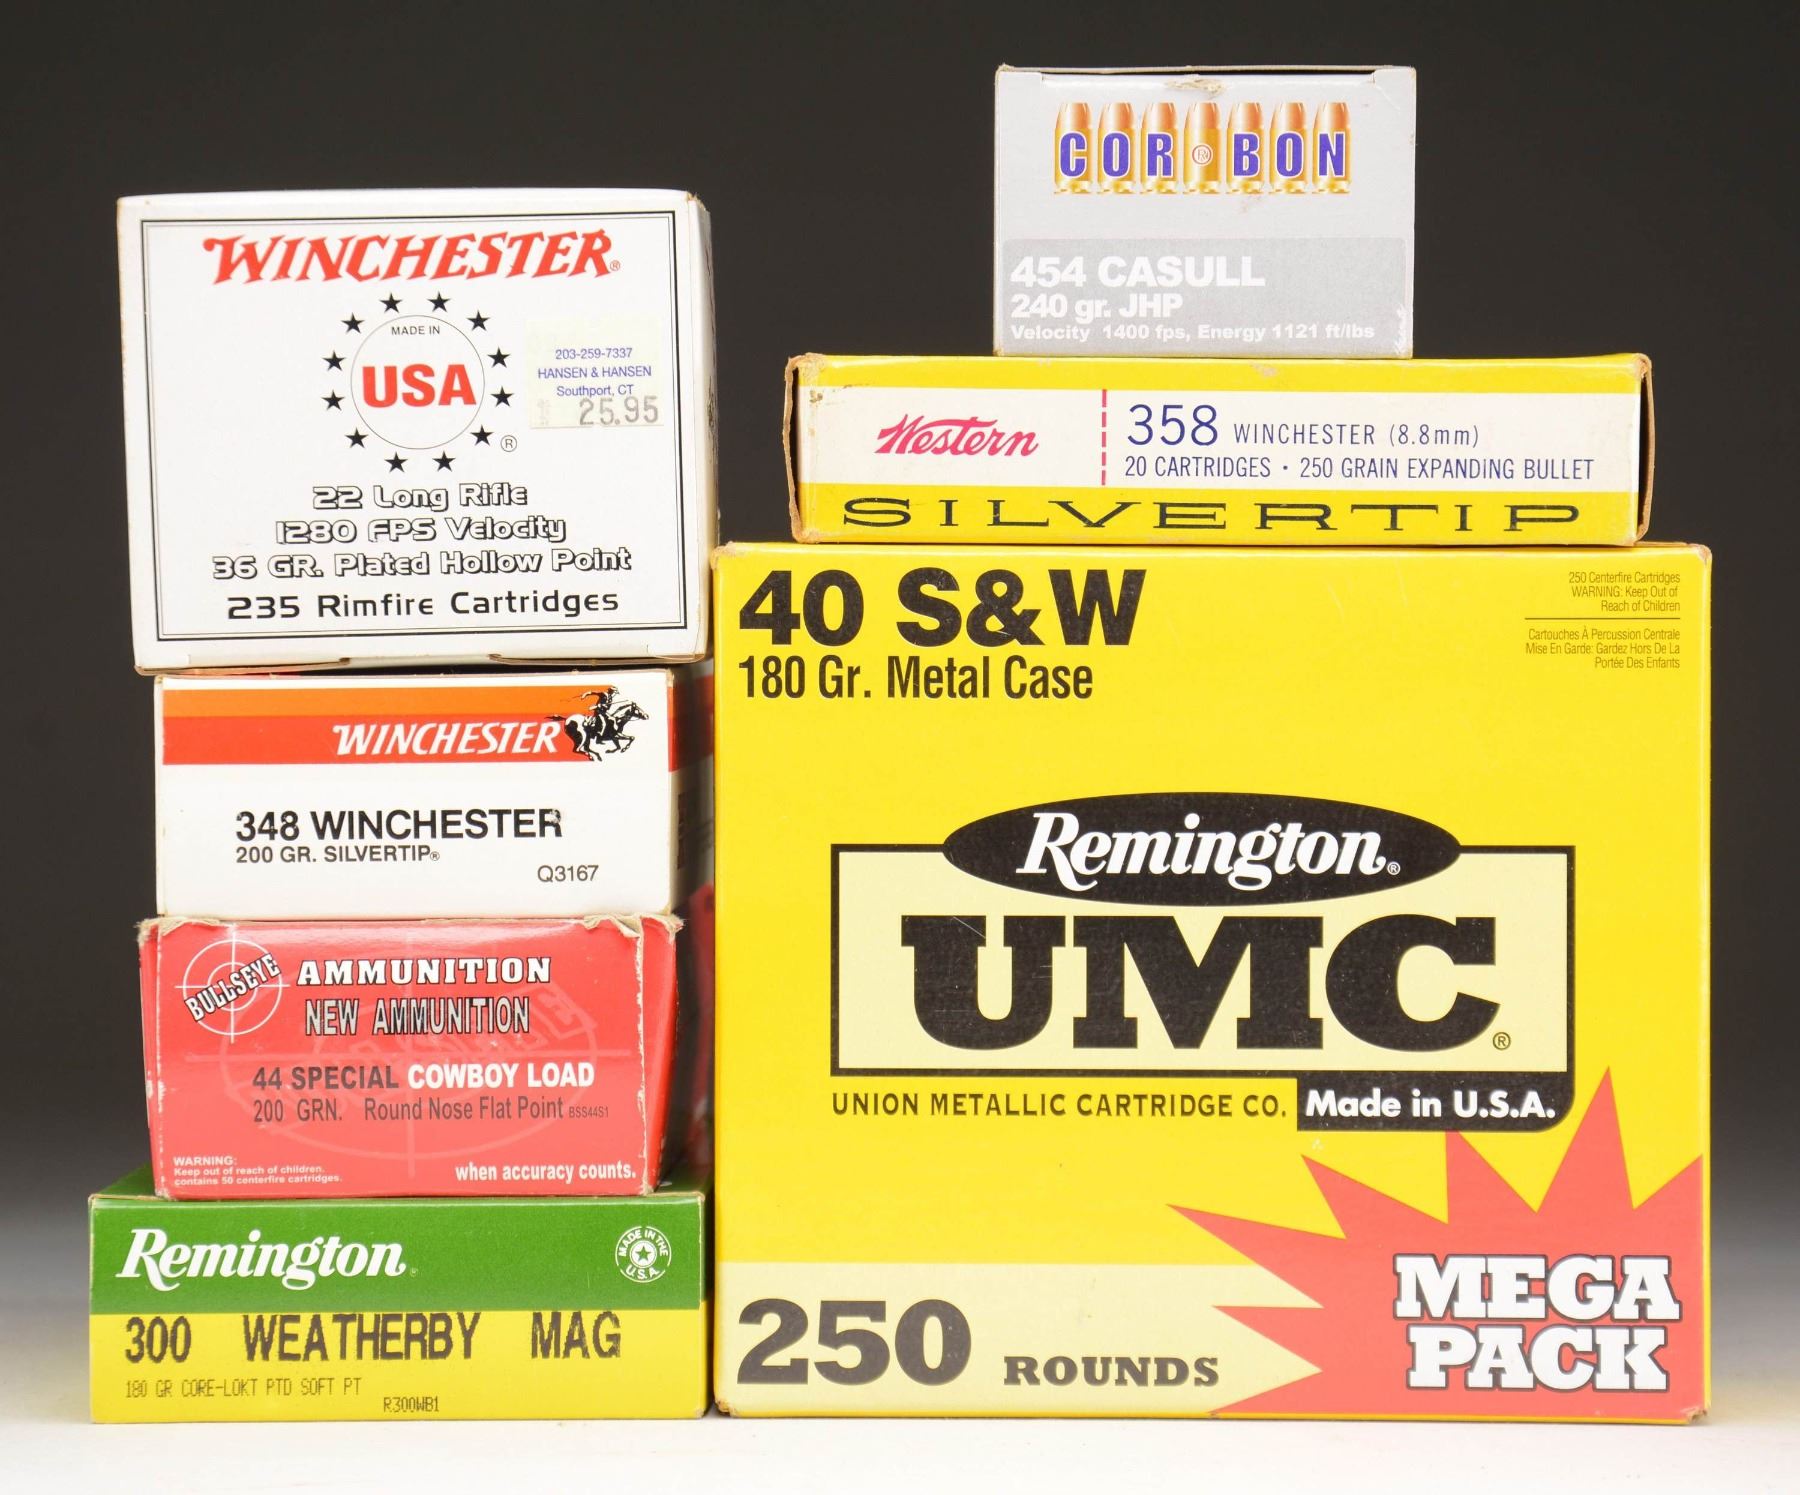 WINCHESTER®
MADE IN
USA
®
203-259-7337
HANSEN & HANSEN
Southport, CT
25.95
22 Long Rifle
1280 FPS Velocity
36 GR. Plated Hollow Point
235 Rimfire Cartridges
WINCHESTER
348 WINCHESTER
200 GR. SILVERTIP®
Q3167
BULLSEYE
AMMUNITION
NEW AMMUNITION
44 SPECIAL COWBOY LOAD
200 GRN. Round Nose Flat Point BSS44S1
WARNING:
Keep out of reach of children.
contains 50 centerfire cartridges.
when accuracy counts.
Remington
MADE IN THE U.S.A.
300 WEATHERBY MAG
180 GR CORE-LOKT PTD SOFT PT
R300WB1
COR®BON
454 CASULL
240 gr. JHP
Velocity 1400 fps, Energy 1121 ft/lbs
Western
358 WINCHESTER (8.8mm)
20 CARTRIDGES · 250 GRAIN EXPANDING BULLET
SILVERTIP
40 S&W
180 Gr. Metal Case
250 Centerfire Cartridges
WARNING: Keep Out of
Reach of Children
Cartouches À Percussion Centrale
Mise En Garde: Gardez Hors De La
Portée Des Enfants
Remington®
UMC®
UNION METALLIC CARTRIDGE CO. Made in U.S.A.
250 ROUNDS
MEGA
PACK